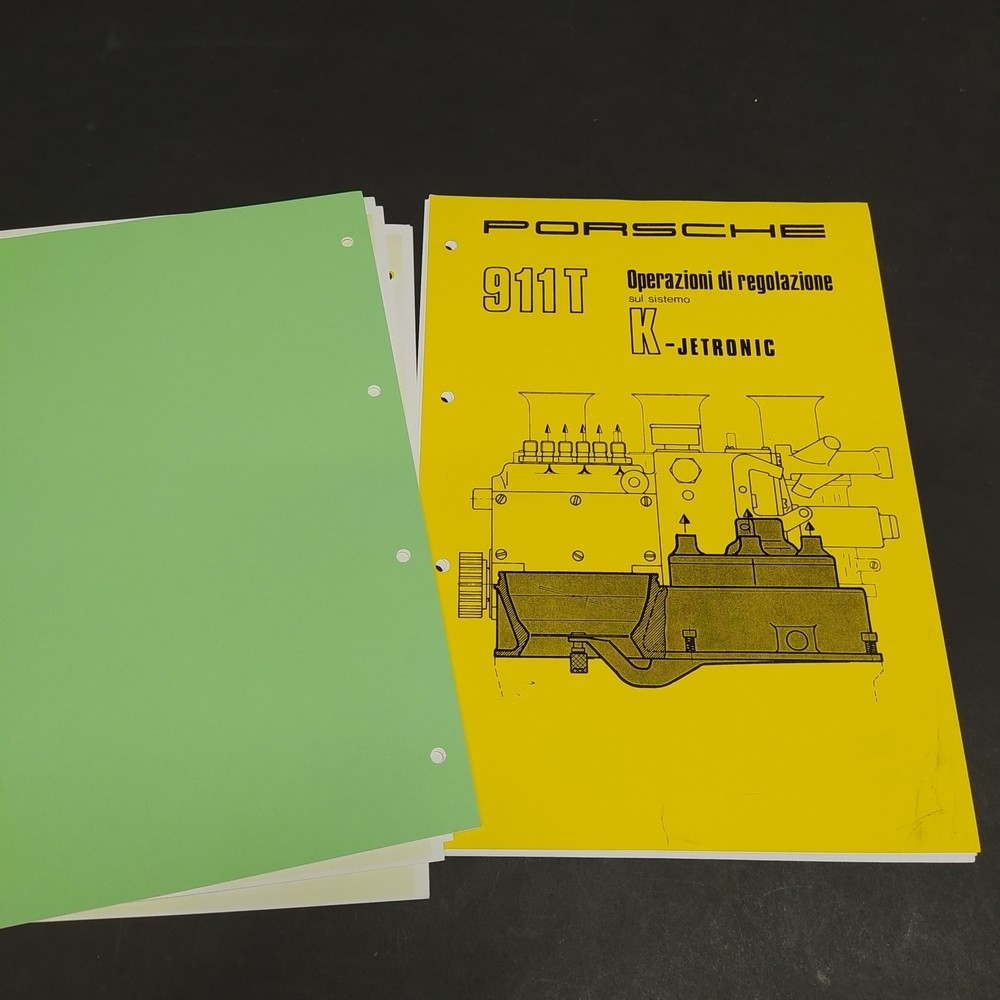 PORSCHE
911T
Operazioni di regolazione
sul sistemo
K-JETRONIC